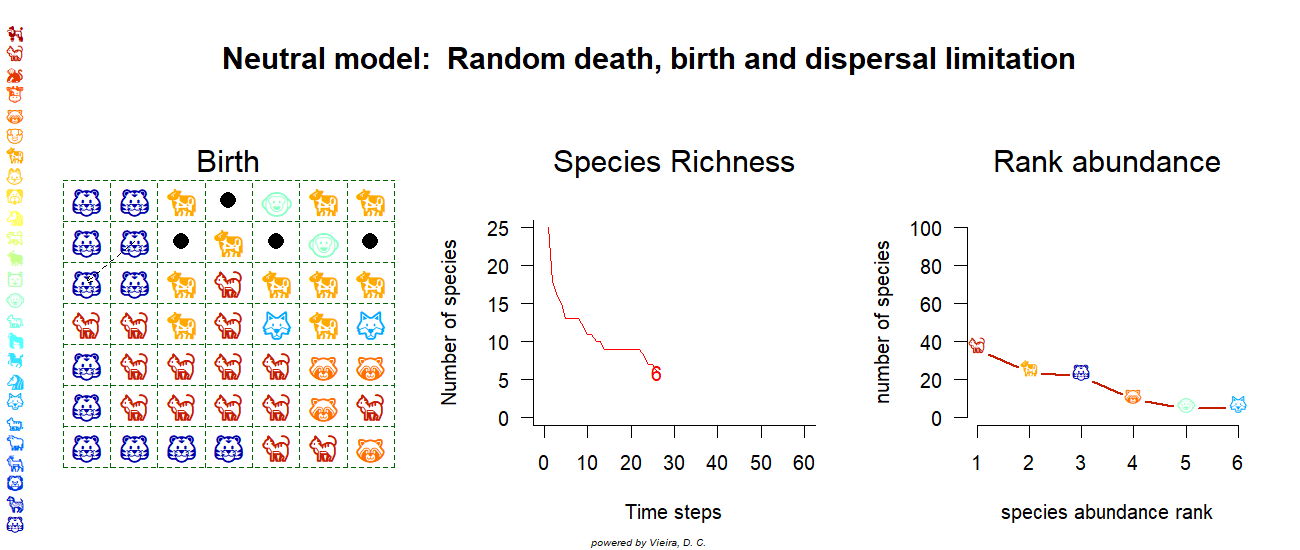 Neutral model:  Random death, birth and dispersal limitation
Birth
Species Richness
Number of species
25
20
15
10
5
0
6
0 10 20 30 40 50 60
Time steps
Rank abundance
number of species
100
80
60
40
20
0
1 2 3 4 5 6
species abundance rank
powered by Vieira, D. C.